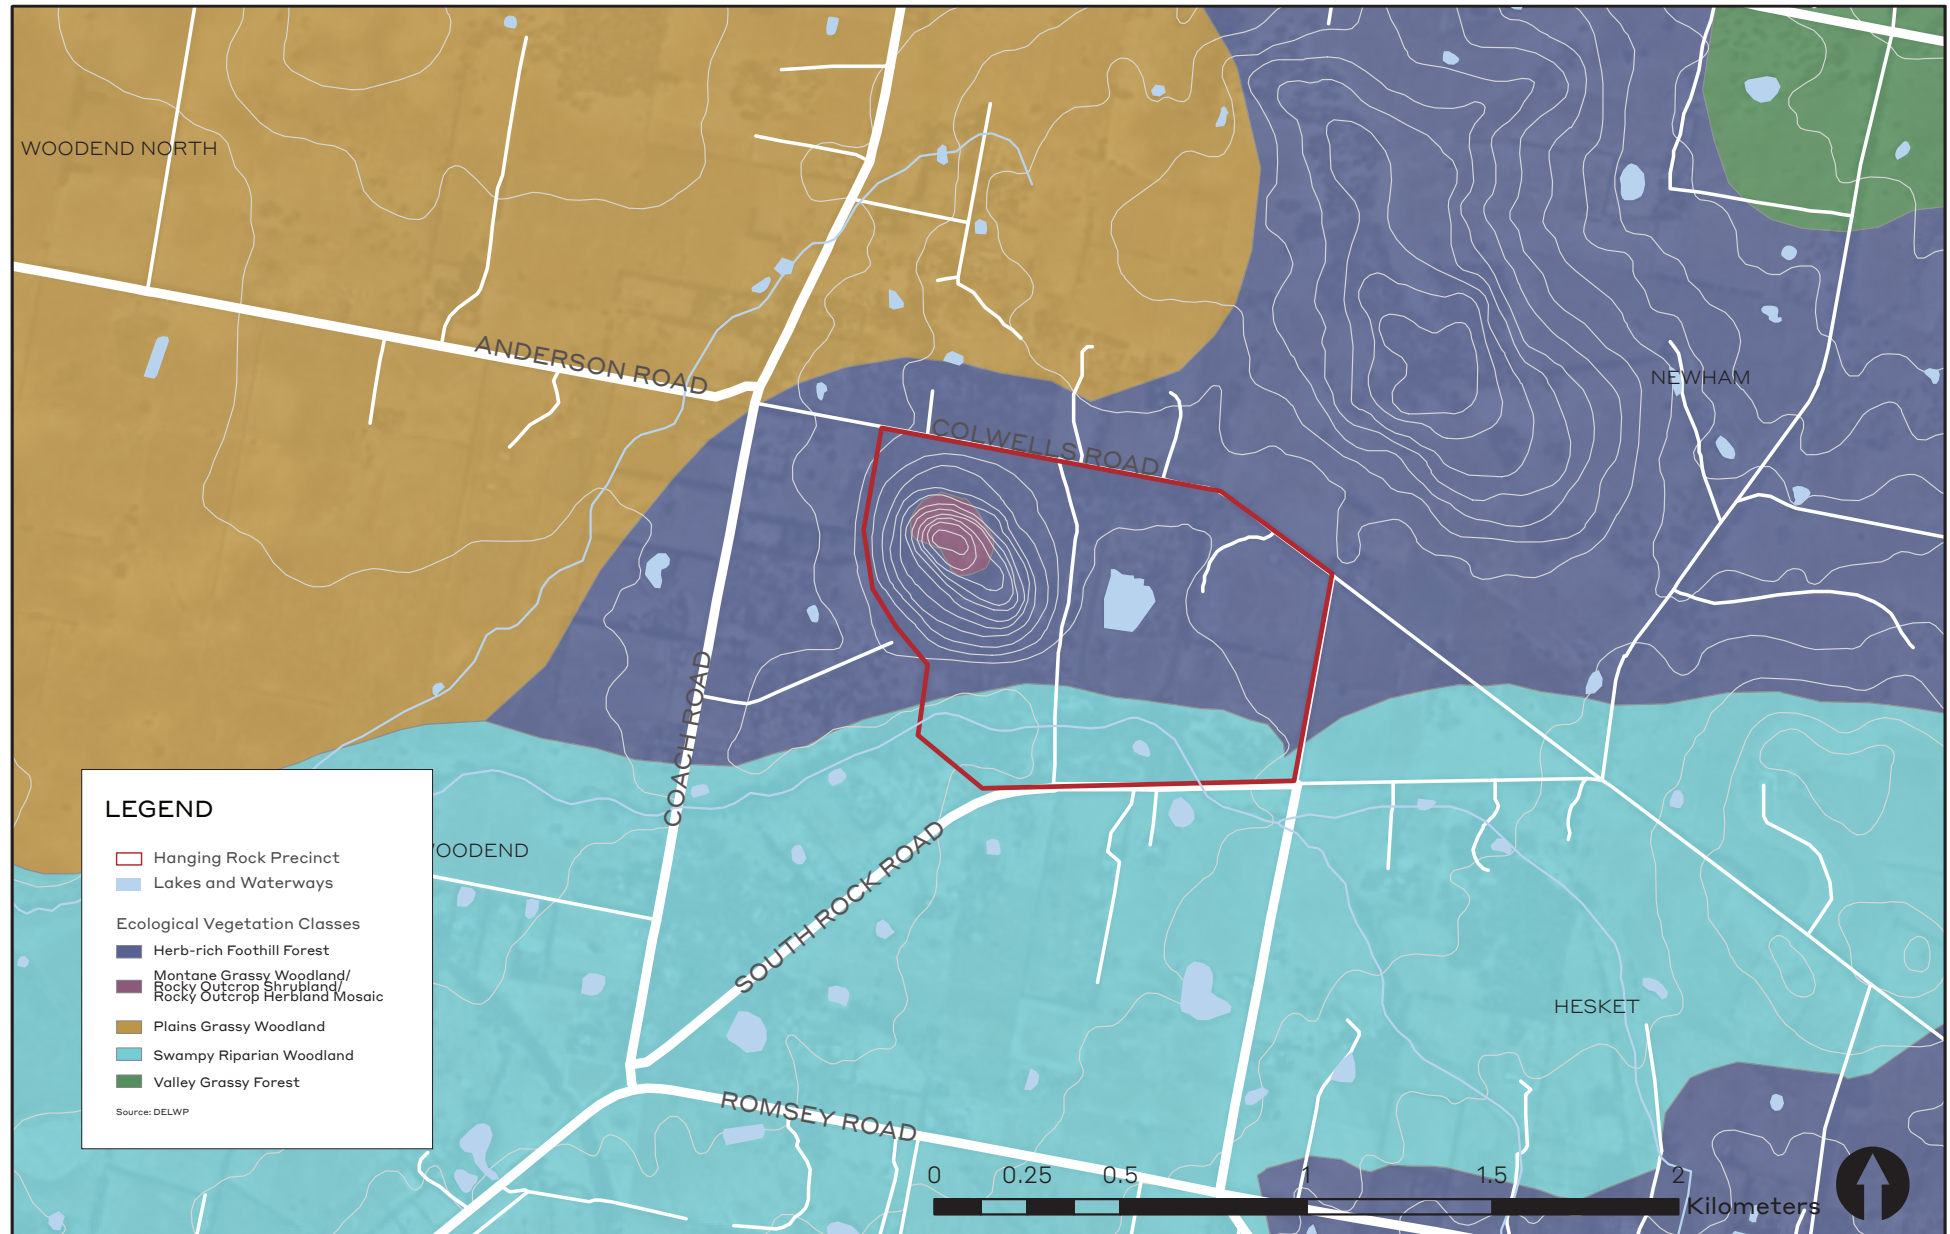 WOODEND NORTH
ANDERSON ROAD
NEWHAM
COLWELLS ROAD
COACH ROAD
LEGEND
Hanging Rock Precinct
Lakes and Waterways
Ecological Vegetation Classes
Herb-rich Foothill Forest
Montane Grassy Woodland/
Rocky Outcrop Shrubland/
Rocky Outcrop Herbland Mosaic
Plains Grassy Woodland
Swampy Riparian Woodland
Valley Grassy Forest
Source: DELWP
OODEND
SOUTH ROCK ROAD
HESKET
ROMSEY ROAD
0 0.25 0.5 1 1.5 2
Kilometers